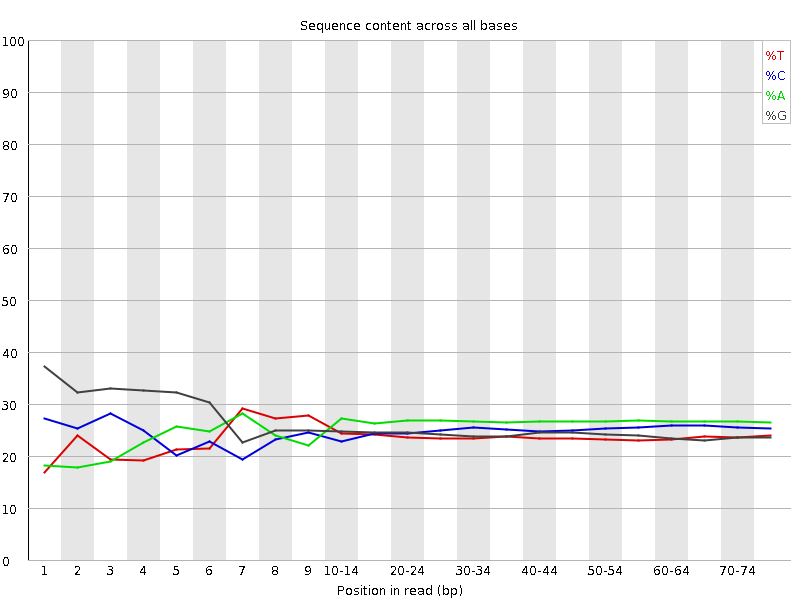 Sequence content across all bases
100
90
80
70
60
50
40
30
20
10
0
%T
%C
%A
%G
1 2 3 4 5 6 7 8 9 10-14 20-24 30-34 40-44 50-54 60-64 70-74
Position in read (bp)